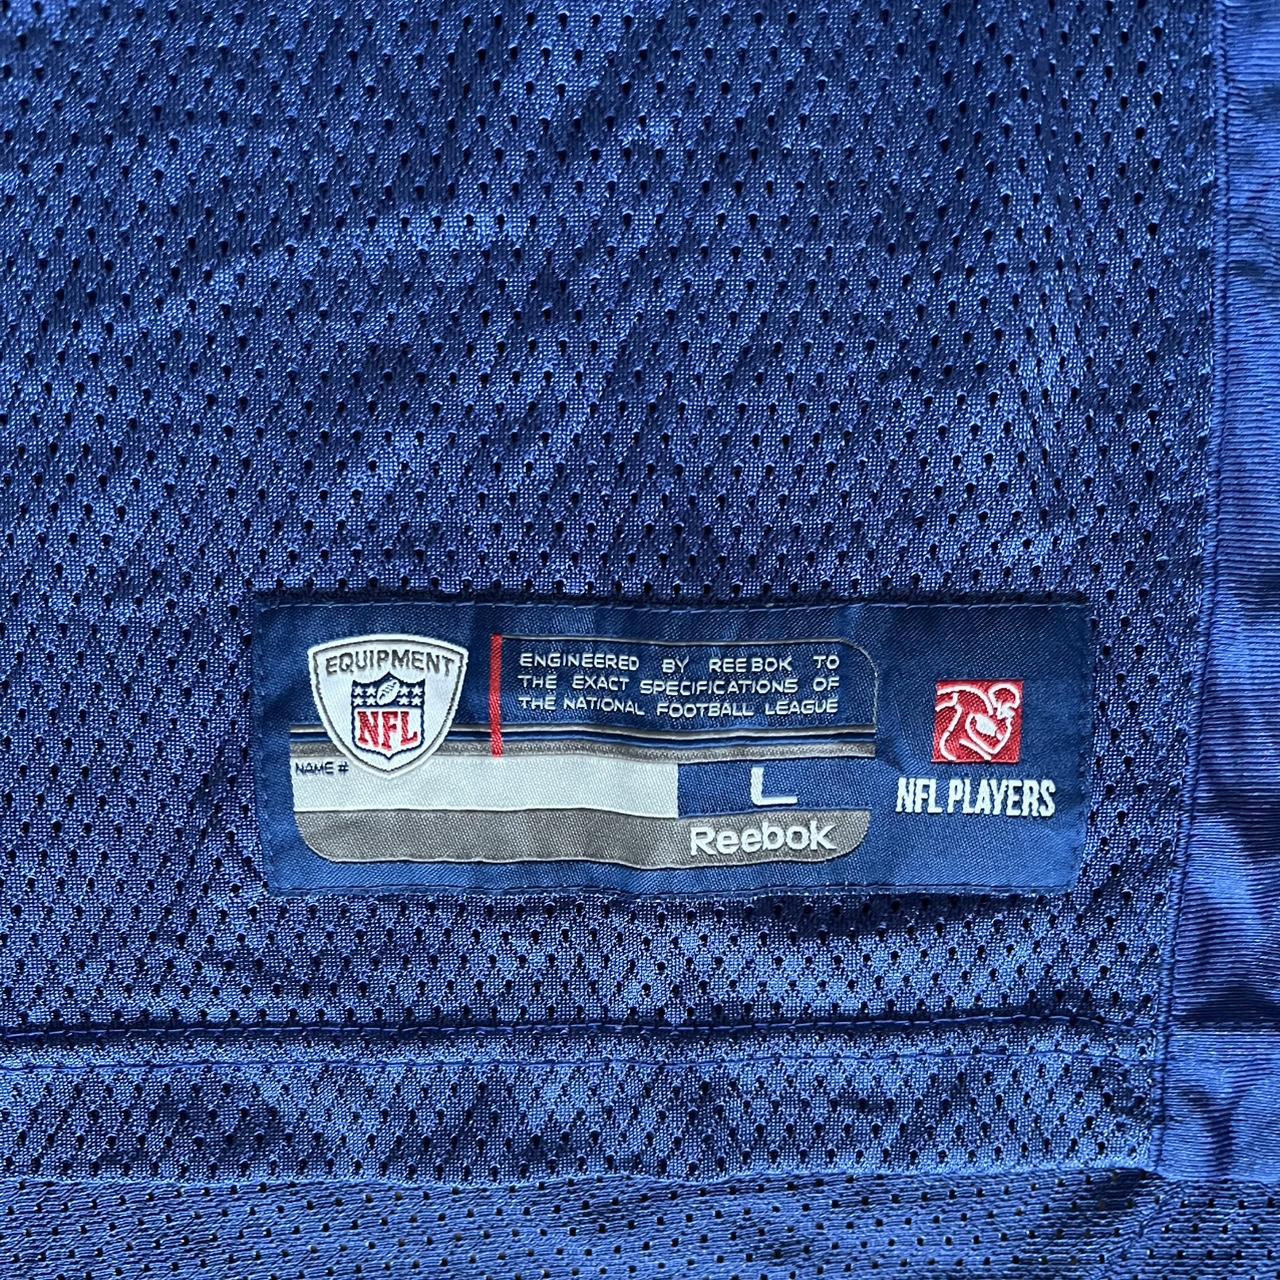 EQUIPMENT
NFL
ENGINEERED BY REEBOK TO
THE EXACT SPECIFICATIONS OF
THE NATIONAL FOOTBALL LEAGUE
NAME #
L
Reebok
NFL PLAYERS